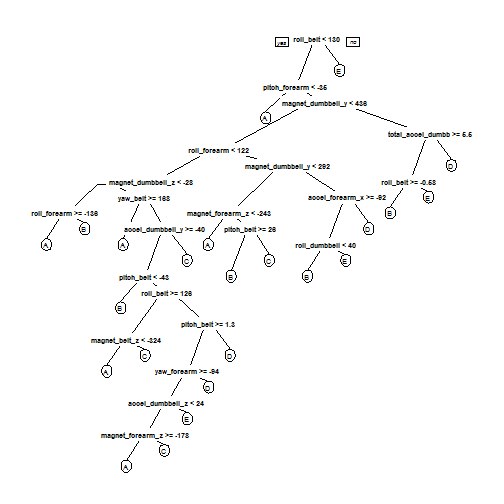 yes roll_belt < 130 no
E
pitch_forearm < -35
A
magnet_dumbbell_y < 436
total_accel_dumbb >= 5.5
roll_forearm < 122
magnet_dumbbell_y < 292
D
magnet_dumbbell_z < -28
roll_belt >= -0.58
yaw_belt >= 168
accel_forearm_x >= -92
E
roll_forearm >= -136
magnet_forearm_z < -243
B
B
accel_dumbbell_y >= -40
pitch_belt >= 26
D
A
A
A
roll_dumbbell < 40
C
C
E
pitch_belt < -43
B
B
roll_belt >= 126
B
pitch_belt >= 1.3
magnet_belt_z < -324
C
D
A
yaw_forearm >= -94
D
accel_dumbbell_z < 24
E
magnet_forearm_z >= -178
C
A